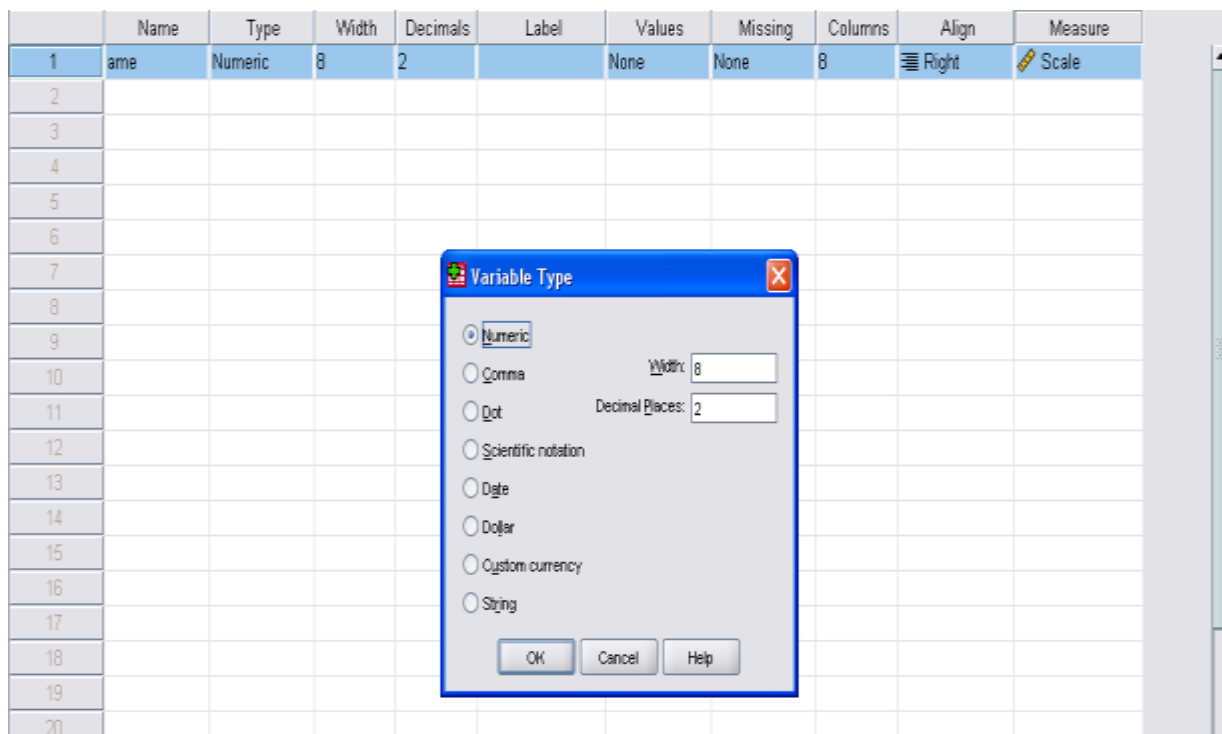 Name Type Width Decimals Label Values Missing Columns Align Measure
1 ame Numeric 8 2 None None 8 Right Scale
2
3
4
5
6
7
8
9
10
11
12
13
14
15
16
17
18
19
20
Variable Type
Numeric
Comma
Dot
Scientific notation
Date
Dollar
Custom currency
String
Width: 8
Decimal Places: 2
OK Cancel Help